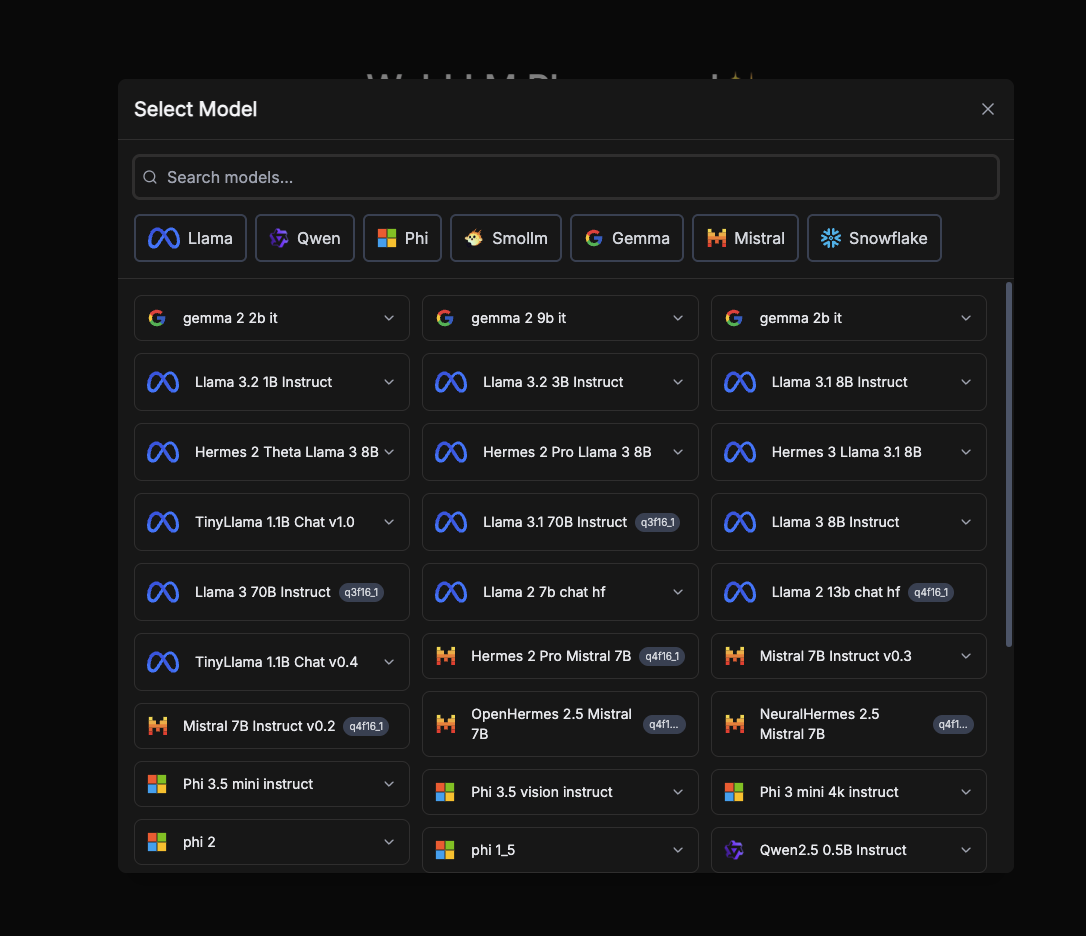 Select Model
Search models...
Llama Qwen Phi Smollm Gemma Mistral Snowflake
gemma 2 2b it
gemma 2 9b it
gemma 2b it
Llama 3.2 1B Instruct
Llama 3.2 3B Instruct
Llama 3.1 8B Instruct
Hermes 2 Theta Llama 3 8B
Hermes 2 Pro Llama 3 8B
Hermes 3 Llama 3.1 8B
TinyLlama 1.1B Chat v1.0
Llama 3.1 70B Instruct q3f16_1
Llama 3 8B Instruct
Llama 3 70B Instruct q3f16_1
Llama 2 7b chat hf
Llama 2 13b chat hf q4f16_1
TinyLlama 1.1B Chat v0.4
Hermes 2 Pro Mistral 7B q4f16_1
Mistral 7B Instruct v0.3
Mistral 7B Instruct v0.2 q4f16_1
OpenHermes 2.5 Mistral
7B q4f1...
NeuralHermes 2.5
Mistral 7B q4f1...
Phi 3.5 mini instruct
Phi 3.5 vision instruct
Phi 3 mini 4k instruct
phi 2
phi 1_5
Qwen2.5 0.5B Instruct